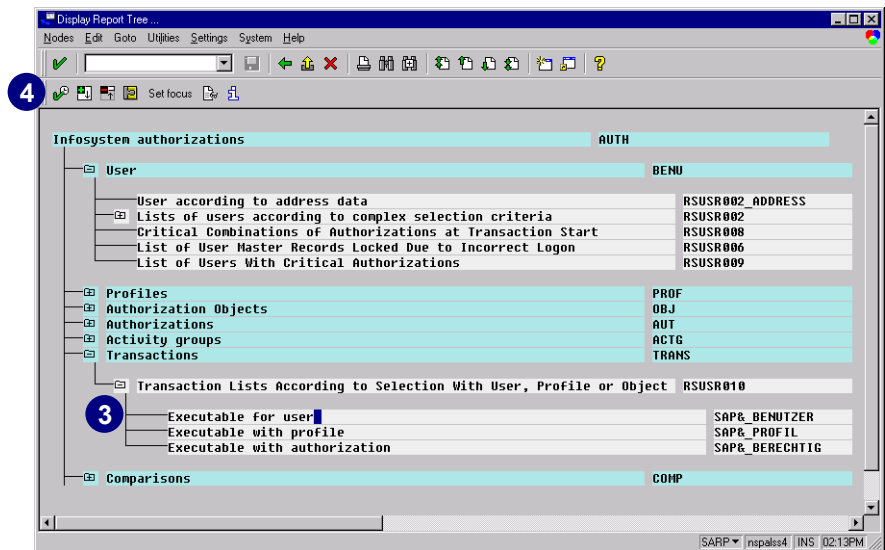 Display Report Tree ...
Nodes Edit Goto Utilities Settings System Help
4
Set focus
Infosystem authorizations AUTH
User BENU
User according to address data RSUSR002_ADDRESS
Lists of users according to complex selection criteria RSUSR002
Critical Combinations of Authorizations at Transaction Start RSUSR008
List of User Master Records Locked Due to Incorrect Logon RSUSR006
List of Users With Critical Authorizations RSUSR009
Profiles PROF
Authorization Objects OBJ
Authorizations AUT
Activity groups ACTG
Transactions TRANS
Transaction Lists According to Selection With User, Profile or Object RSUSR010
3
Executable for user SAP&_BENUTZER
Executable with profile SAP&_PROFIL
Executable with authorization SAP&_BERECHTIG
Comparisons COMP
SARP nspalss4 INS 02:13PM